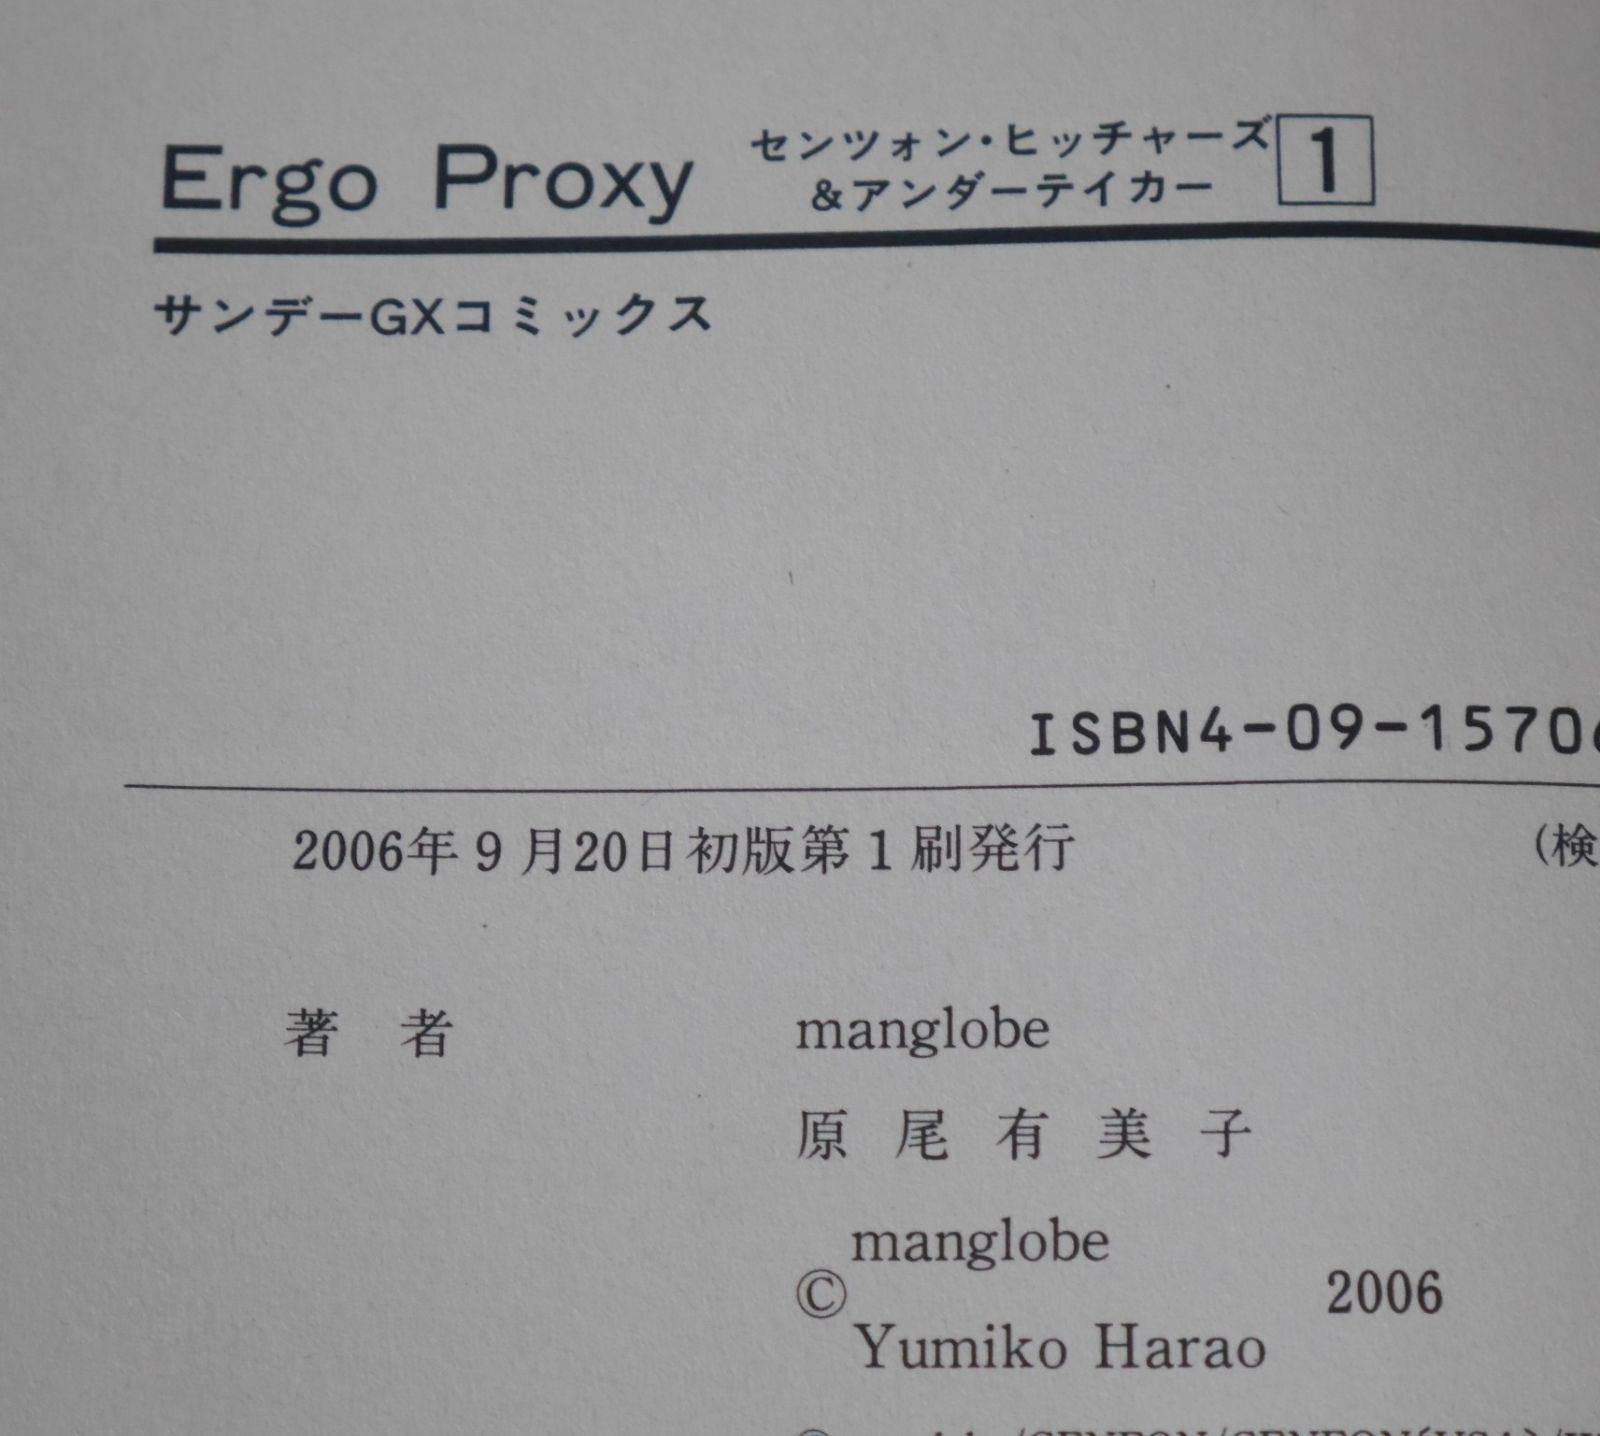 Ergo Proxy センツォン・ヒッチャーズ 1
&アンダーテイカー
サンデーGXコミックス
ISBN4-09-1570
2006年9月20日初版第1刷発行 (検
著 者 manglobe
原 尾 有 美 子
manglobe
© 2006
Yumiko Harao